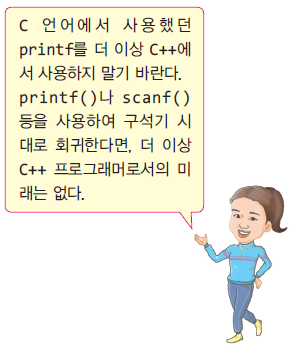 C 언어에서 사용했던
printf를 더 이상 C++에
서 사용하지 말기 바란다.
printf()나 scanf()
등을 사용하여 구석기 시
대로 회귀한다면, 더 이상
C++ 프로그래머로서의 미
래는 없다.